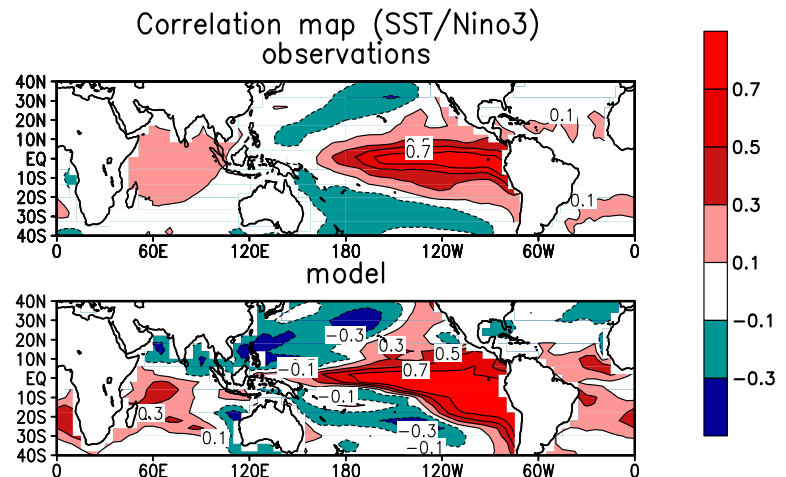 Correlation map (SST/Nino3)
observations
40N
30N
20N
10N
EQ
10S
20S
30S
40S
0.1
0.7
0.1
0 60E 120E 180 120W 60W 0
model
40N
30N
20N
10N
EQ
10S
20S
30S
40S
−0.3
0.3
0.5
−0.1
0.7
−0.1
0.3
0.1
−0.3
−0.1
0 60E 120E 180 120W 60W 0
0.7
0.5
0.3
0.1
−0.1
−0.3